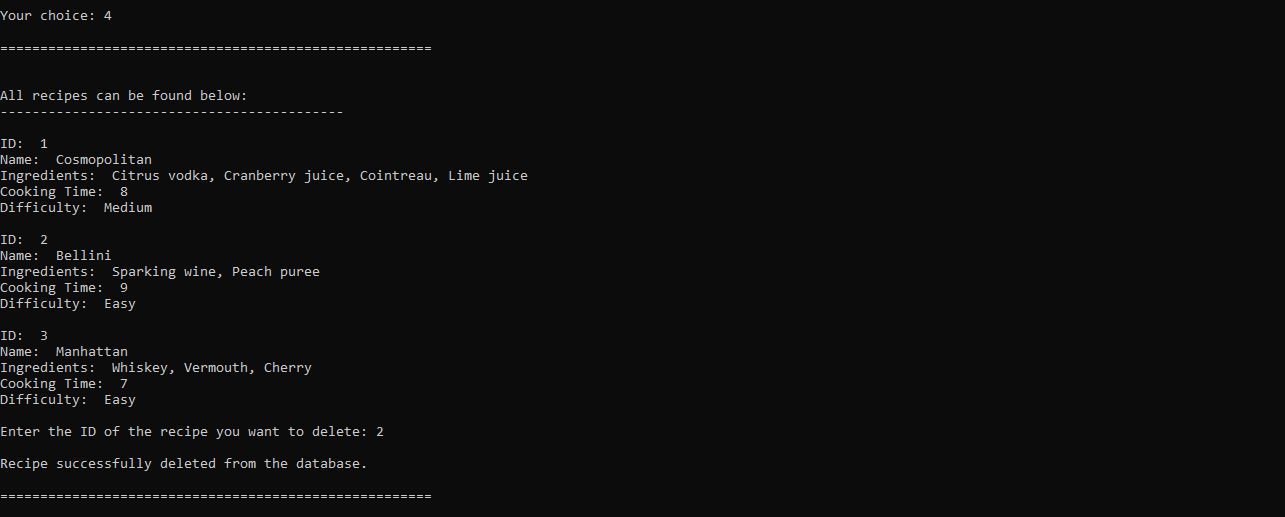 Your choice: 4
======================================================
All recipes can be found below:
-------------------------------------------
ID:  1
Name:  Cosmopolitan
Ingredients:  Citrus vodka, Cranberry juice, Cointreau, Lime juice
Cooking Time:  8
Difficulty:  Medium
ID:  2
Name:  Bellini
Ingredients:  Sparking wine, Peach puree
Cooking Time:  9
Difficulty:  Easy
ID:  3
Name:  Manhattan
Ingredients:  Whiskey, Vermouth, Cherry
Cooking Time:  7
Difficulty:  Easy
Enter the ID of the recipe you want to delete: 2
Recipe successfully deleted from the database.
======================================================